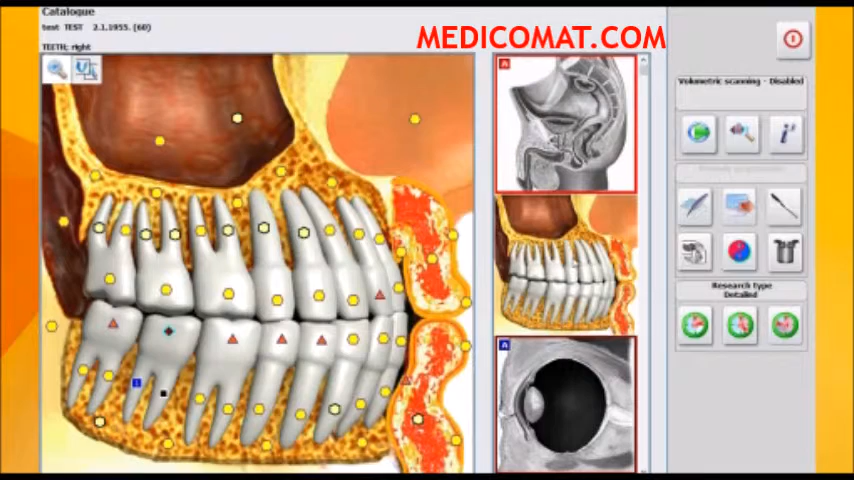 Catalogue
test TEST 2.1.1955. (60)
TEETH; right
MEDICOMAT.COM
Volumetric scanning - Disabled
Research type
Detailed